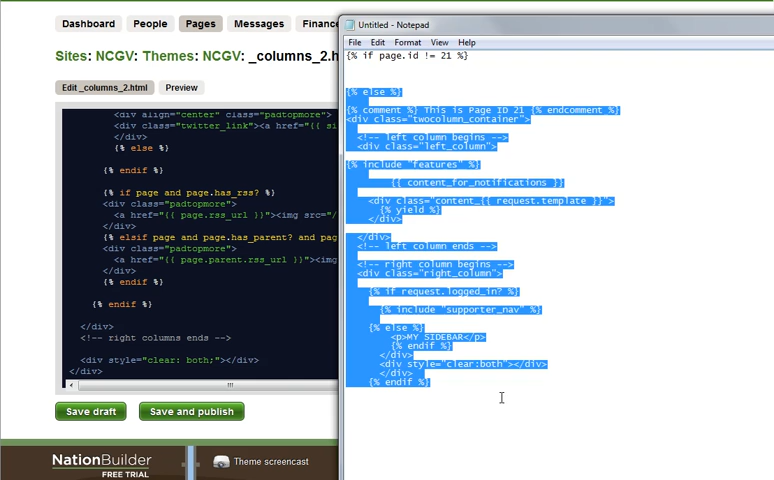 Dashboard People Pages Messages Financ
Sites: NCGV: Themes: NCGV: _columns_2.h
Edit _columns_2.html Preview
<div align="center" class="padtopmore">
<div class="twitter_link"><a href="{{ si
</div>
{% else %}
{% endif %}
{% if page and page.has_rss? %}
<div class="padtopmore">
<a href="{{ page.rss_url }}"><img src="/
</div>
{% elsif page and page.has_parent? and pag
<div class="padtopmore">
<a href="{{ page.parent.rss_url }}"><img
</div>
{% endif %}
{% endif %}
</div>
<!-- right columns ends -->
<div style="clear: both;"></div>
</div>
Save draft Save and publish
NationBuilder
FREE TRIAL
Theme screencast
Untitled - Notepad
File Edit Format View Help
{% if page.id != 21 %}
{% else %}
{% comment %} This is Page ID 21 {% endcomment %}
<div class="twocolumn_container">
<!-- left column begins -->
<div class="left_column">
{% include "features" %}
{{ content_for_notifications }}
<div class="content_{{ request.template }}">
{% yield %}
</div>
</div>
<!-- left column ends -->
<!-- right column begins -->
<div class="right_column">
{% if request.logged_in? %}
{% include "supporter_nav" %}
{% else %}
<p>MY SIDEBAR</p>
{% endif %}
</div>
<div style="clear:both"></div>
</div>
{% endif %}